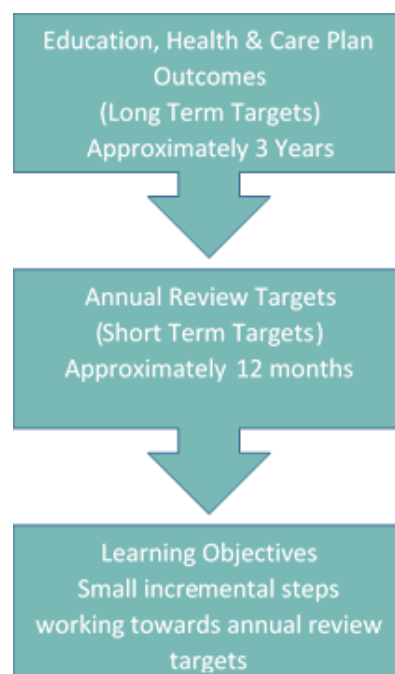 Education, Health & Care Plan
Outcomes
(Long Term Targets)
Approximately 3 Years
Annual Review Targets
(Short Term Targets)
Approximately 12 months
Learning Objectives
Small incremental steps
working towards annual review
targets